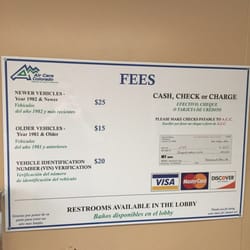 Air Care
Colorado
FEES
NEWER VEHICLES -
Year 1982 & Newer
$25
Vehículos
del año 1982 y más recientes
OLDER VEHICLES -
$15
Year 1981 & Older
Vehículos
del año 1981 y anteriores
VEHICLE IDENTIFICATION
$20
NUMBER (VIN) VERIFICATION
Verificación del número
de identificación del vehículo
CASH, CHECK or CHARGE
EFECTIVO, CHEQUE
O TARJETA DE CRÉDITO
PLEASE MAKE CHECKS PAYABLE TO A.C.C.
VISA
MasterCard
DISCOVER
RESTROOMS AVAILABLE IN THE LOBBY
Baños disponibles en el lobby